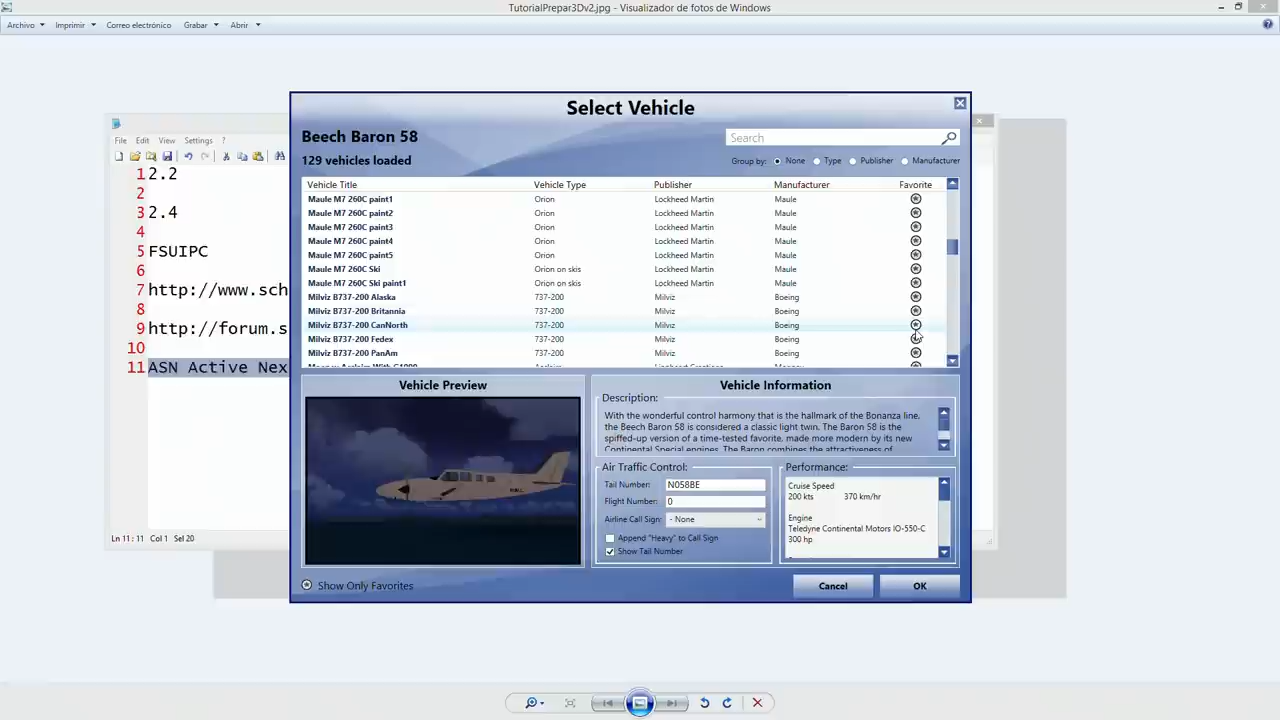 TutorialPrepar3Dv2.jpg - Visualizador de fotos de Windows
Archivo Imprimir Correo electrónico Grabar Abrir
Select Vehicle
Beech Baron 58
Search
129 vehicles loaded
Group by: None Type Publisher Manufacturer
File Edit View Settings ?
1 2.2
2
3 2.4
4
5 FSUIPC
6
7 http://www.sch
8
9 http://forum.s
10
11 ASN Active Nex
Ln 11 : 11 Col 1 Sel 20
Vehicle Title Vehicle Type Publisher Manufacturer Favorite
Maule M7 260C paint1 Orion Lockheed Martin Maule
Maule M7 260C paint2 Orion Lockheed Martin Maule
Maule M7 260C paint3 Orion Lockheed Martin Maule
Maule M7 260C paint4 Orion Lockheed Martin Maule
Maule M7 260C paint5 Orion Lockheed Martin Maule
Maule M7 260C Ski Orion on skis Lockheed Martin Maule
Maule M7 260C Ski paint1 Orion on skis Lockheed Martin Maule
Milviz B737-200 Alaska 737-200 Milviz Boeing
Milviz B737-200 Britannia 737-200 Milviz Boeing
Milviz B737-200 CanNorth 737-200 Milviz Boeing
Milviz B737-200 Fedex 737-200 Milviz Boeing
Milviz B737-200 PanAm 737-200 Milviz Boeing
Vehicle Preview
Vehicle Information
Description:
With the wonderful control harmony that is the hallmark of the Bonanza line,
the Beech Baron 58 is considered a classic light twin. The Baron 58 is the
spiffed-up version of a time-tested favorite, made more modern by its new
Continental Special engines. The Baron combines the attractiveness of
Air Traffic Control:
Tail Number: N058BE
Flight Number: 0
Airline Call Sign: - None
Append "Heavy" to Call Sign
Show Tail Number
Performance:
Cruise Speed
200 kts 370 km/hr
Engine
Teledyne Continental Motors IO-550-C
300 hp
Show Only Favorites
Cancel OK